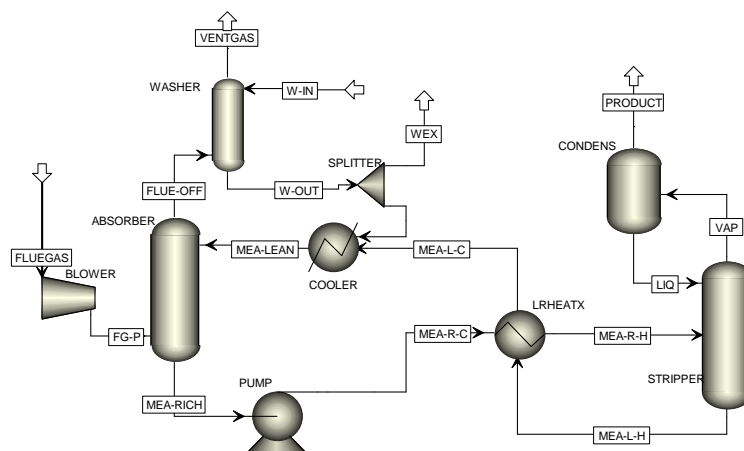 VENTGAS
WASHER
W-IN
PRODUCT
WEX
CONDENS
SPLITTER
FLUE-OFF
W-OUT
ABSORBER
VAP
MEA-LEAN
MEA-L-C
FLUEGAS
BLOWER
COOLER
LIQ
LRHEATX
FG-P
MEA-R-C
MEA-R-H
PUMP
STRIPPER
MEA-RICH
MEA-L-H